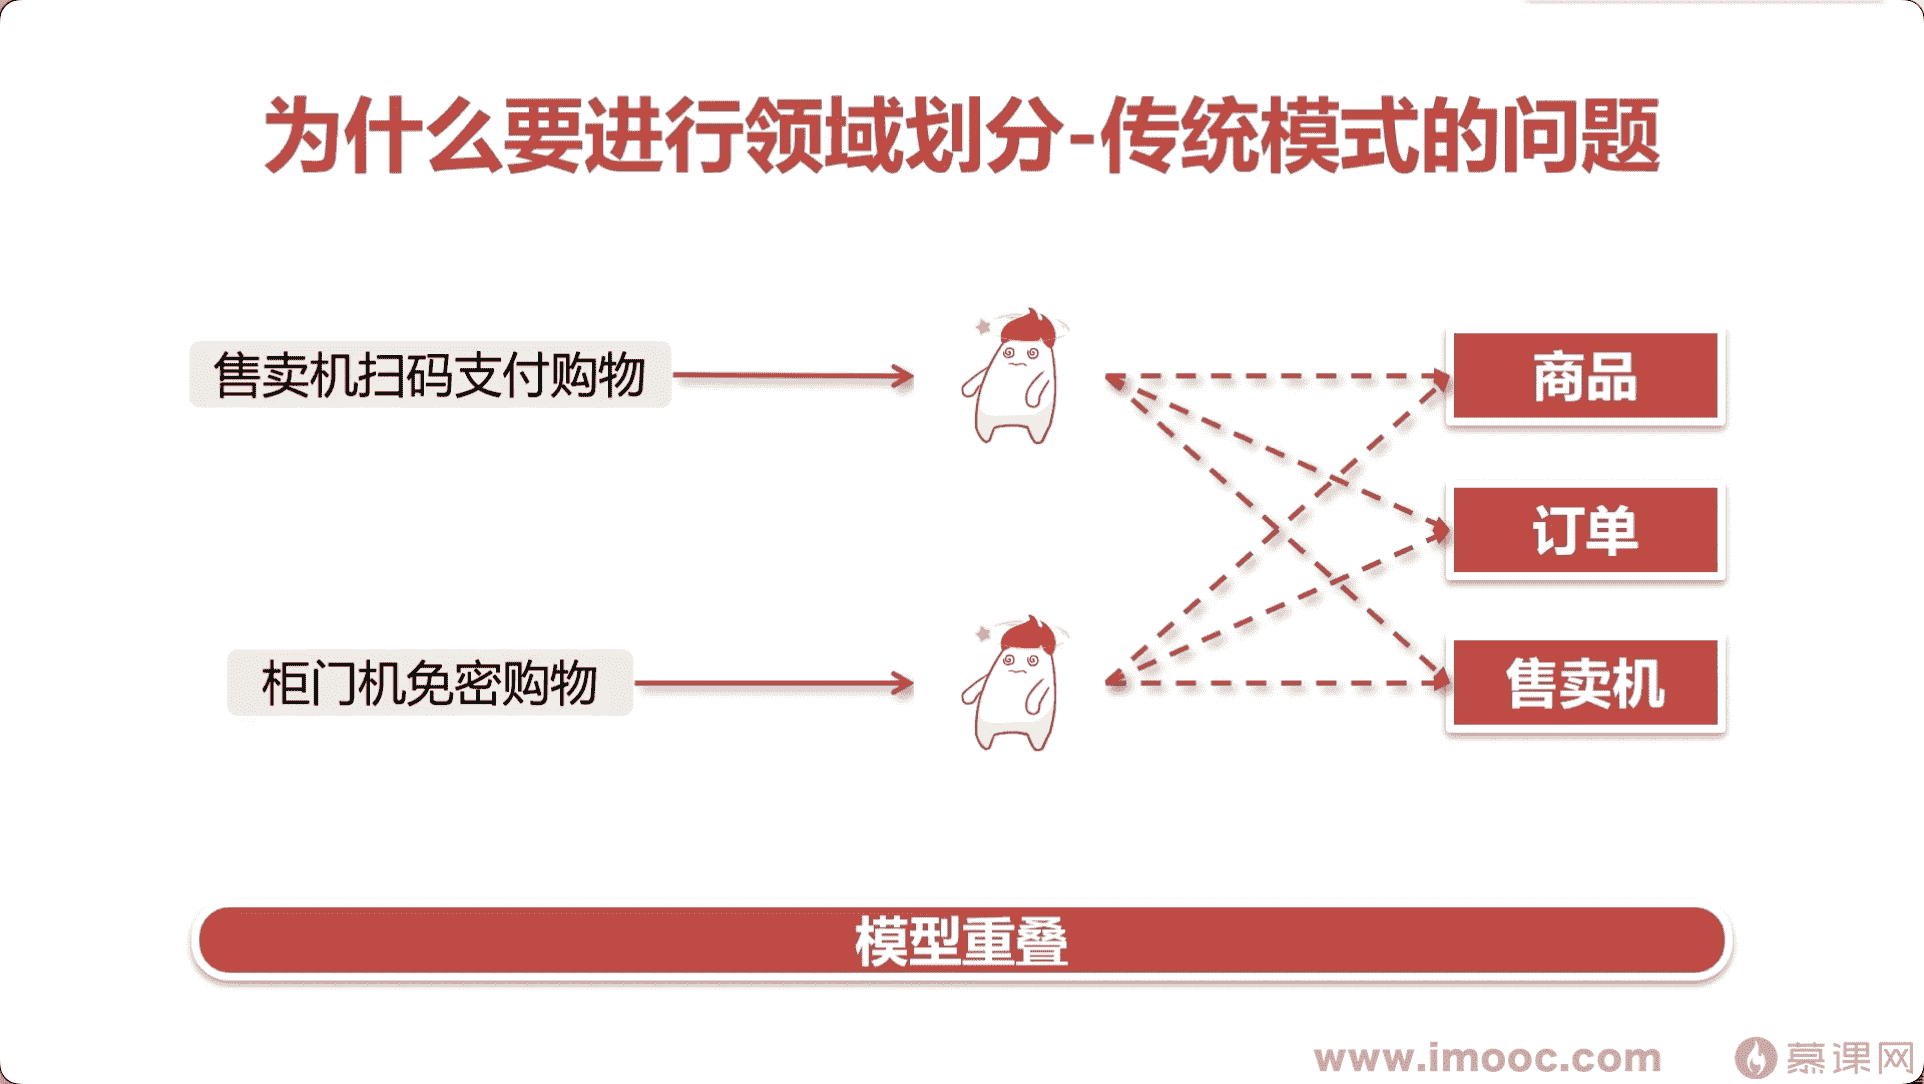 为什么要进行领域划分-传统模式的问题
售卖机扫码支付购物
商品
订单
柜门机免密购物
售卖机
模型重叠
www.imooc.com 慕课网